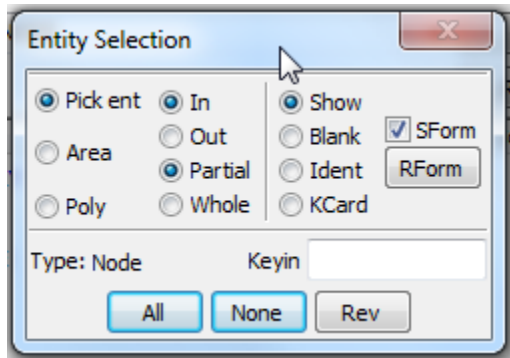 Entity Selection
Pick ent In Show
Out Blank SForm
Area
Partial Ident RForm
Poly Whole KCard
Type: Node Keyin
All None Rev